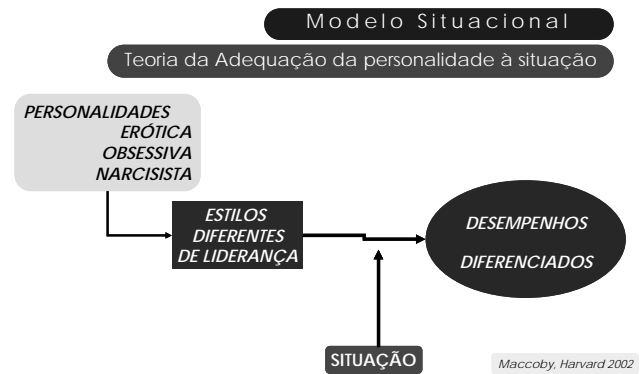 Modelo Situacional
Teoria da Adequação da personalidade à situação
PERSONALIDADES
ERÓTICA
OBSESSIVA
NARCISISTA
ESTILOS
DIFERENTES
DE LIDERANÇA
DESEMPENHOS
DIFERENCIADOS
SITUAÇÃO
Maccoby, Harvard 2002